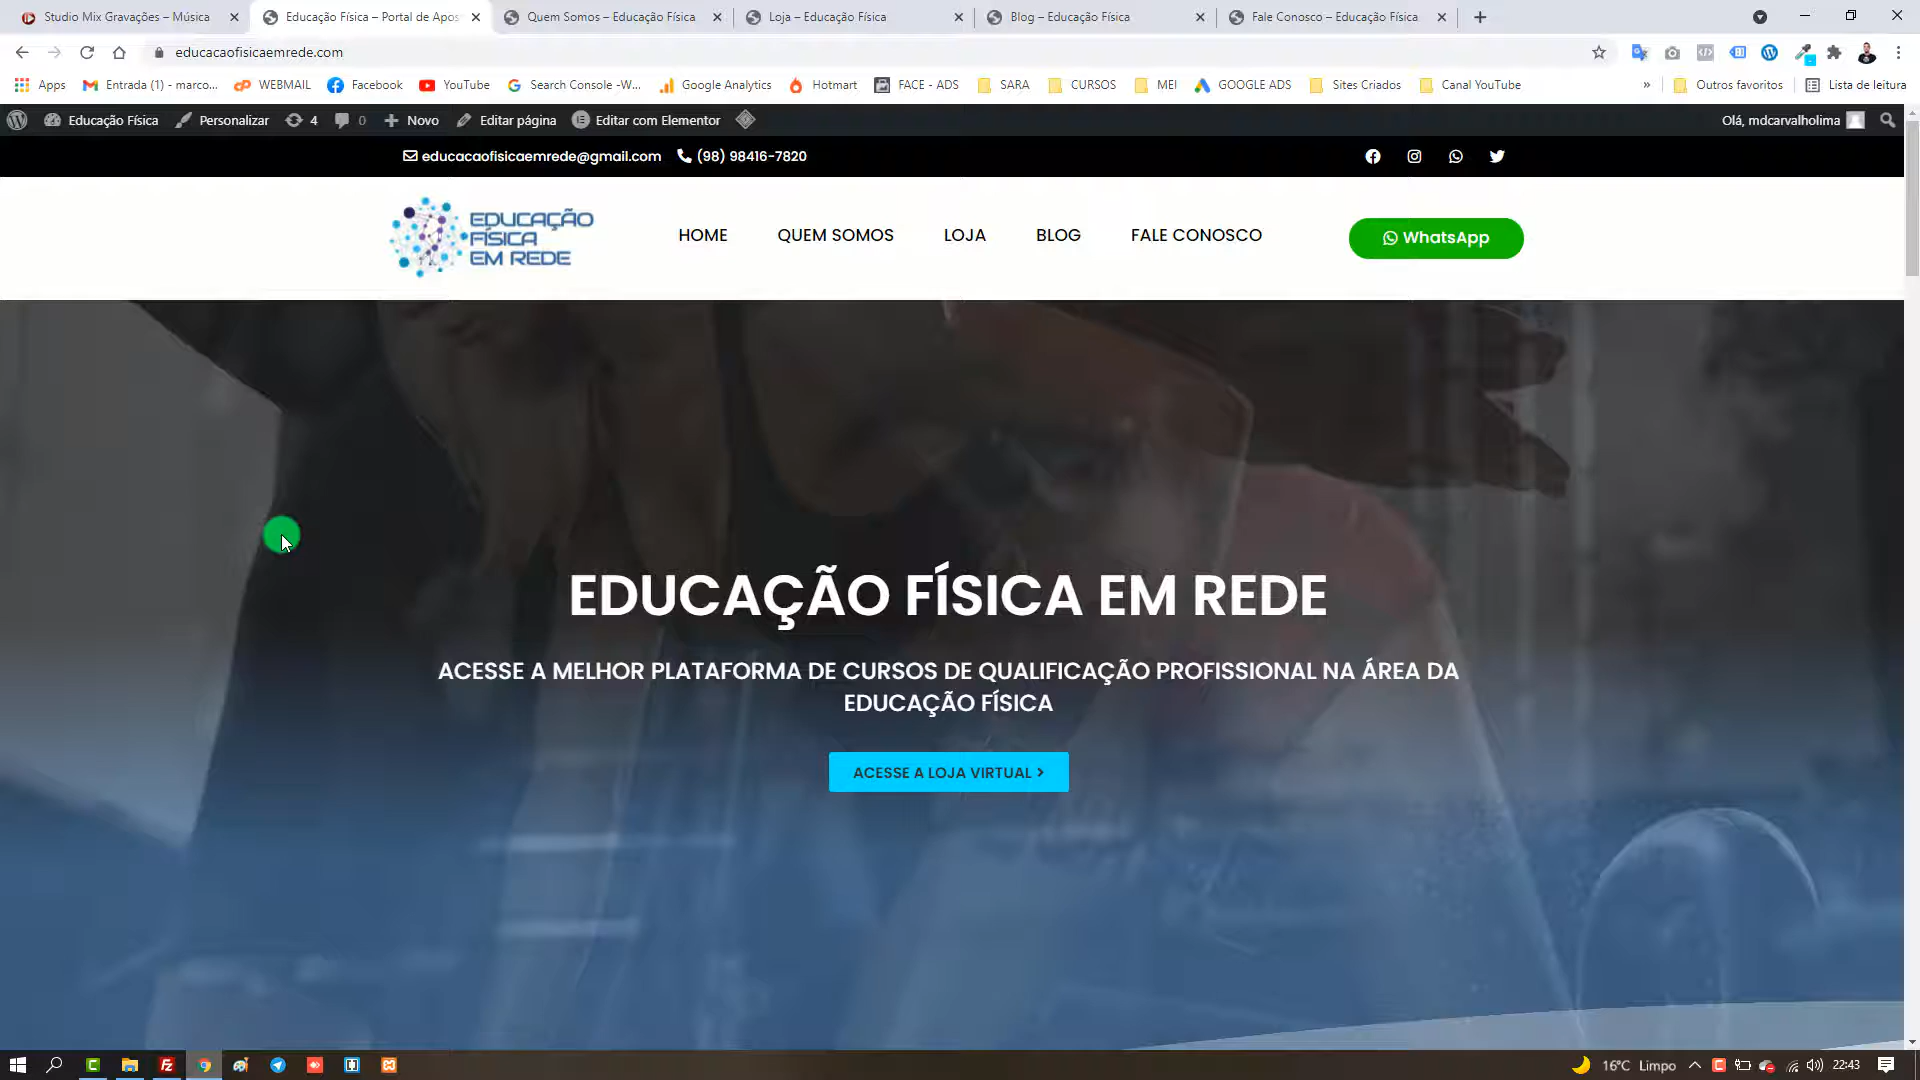 Studio Mix Gravações – Música
Educação Física – Portal de Apos
Quem Somos – Educação Física
Loja – Educação Física
Blog – Educação Física
Fale Conosco – Educação Física
educacaofisicaemrede.com
Apps
Entrada (1) - marco...
WEBMAIL
Facebook
YouTube
Search Console -W...
Google Analytics
Hotmart
FACE - ADS
SARA
CURSOS
MEI
GOOGLE ADS
Sites Criados
Canal YouTube
»
Outros favoritos
Lista de leitura
Educação Física
Personalizar
4
0
Novo
Editar página
Editar com Elementor
Olá, mdcarvalholima
educacaofisicaemrede@gmail.com
(98) 98416-7820
EDUCAÇÃO
FÍSICA
EM REDE
HOME
QUEM SOMOS
LOJA
BLOG
FALE CONOSCO
WhatsApp
EDUCAÇÃO FÍSICA EM REDE
ACESSE A MELHOR PLATAFORMA DE CURSOS DE QUALIFICAÇÃO PROFISSIONAL NA ÁREA DA
EDUCAÇÃO FÍSICA
ACESSE A LOJA VIRTUAL
16°C Limpo
22:43